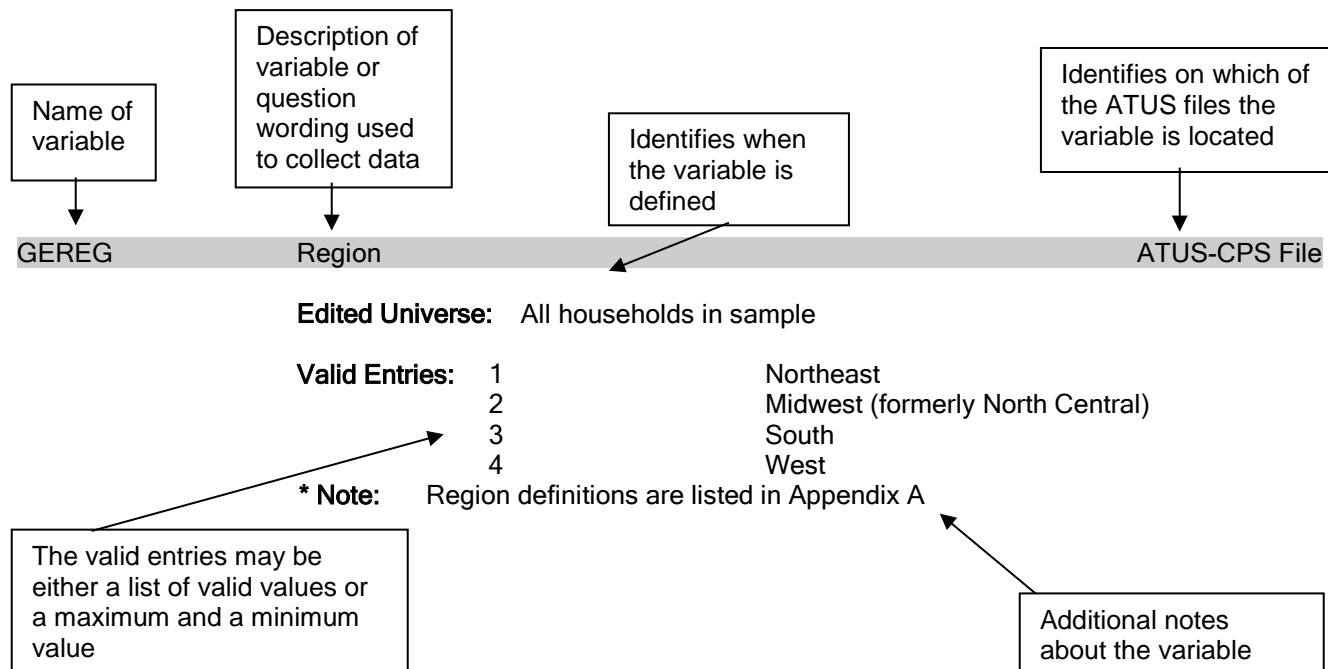 Name of
variable
Description of
variable or
question
wording used
to collect data
Identifies when
the variable is
defined
Identifies on which of
the ATUS files the
variable is located
GEREG Region ATUS-CPS File
Edited Universe: All households in sample
Valid Entries: 1 Northeast
2 Midwest (formerly North Central)
3 South
4 West
* Note: Region definitions are listed in Appendix A
The valid entries may be
either a list of valid values or
a maximum and a minimum
value
Additional notes
about the variable